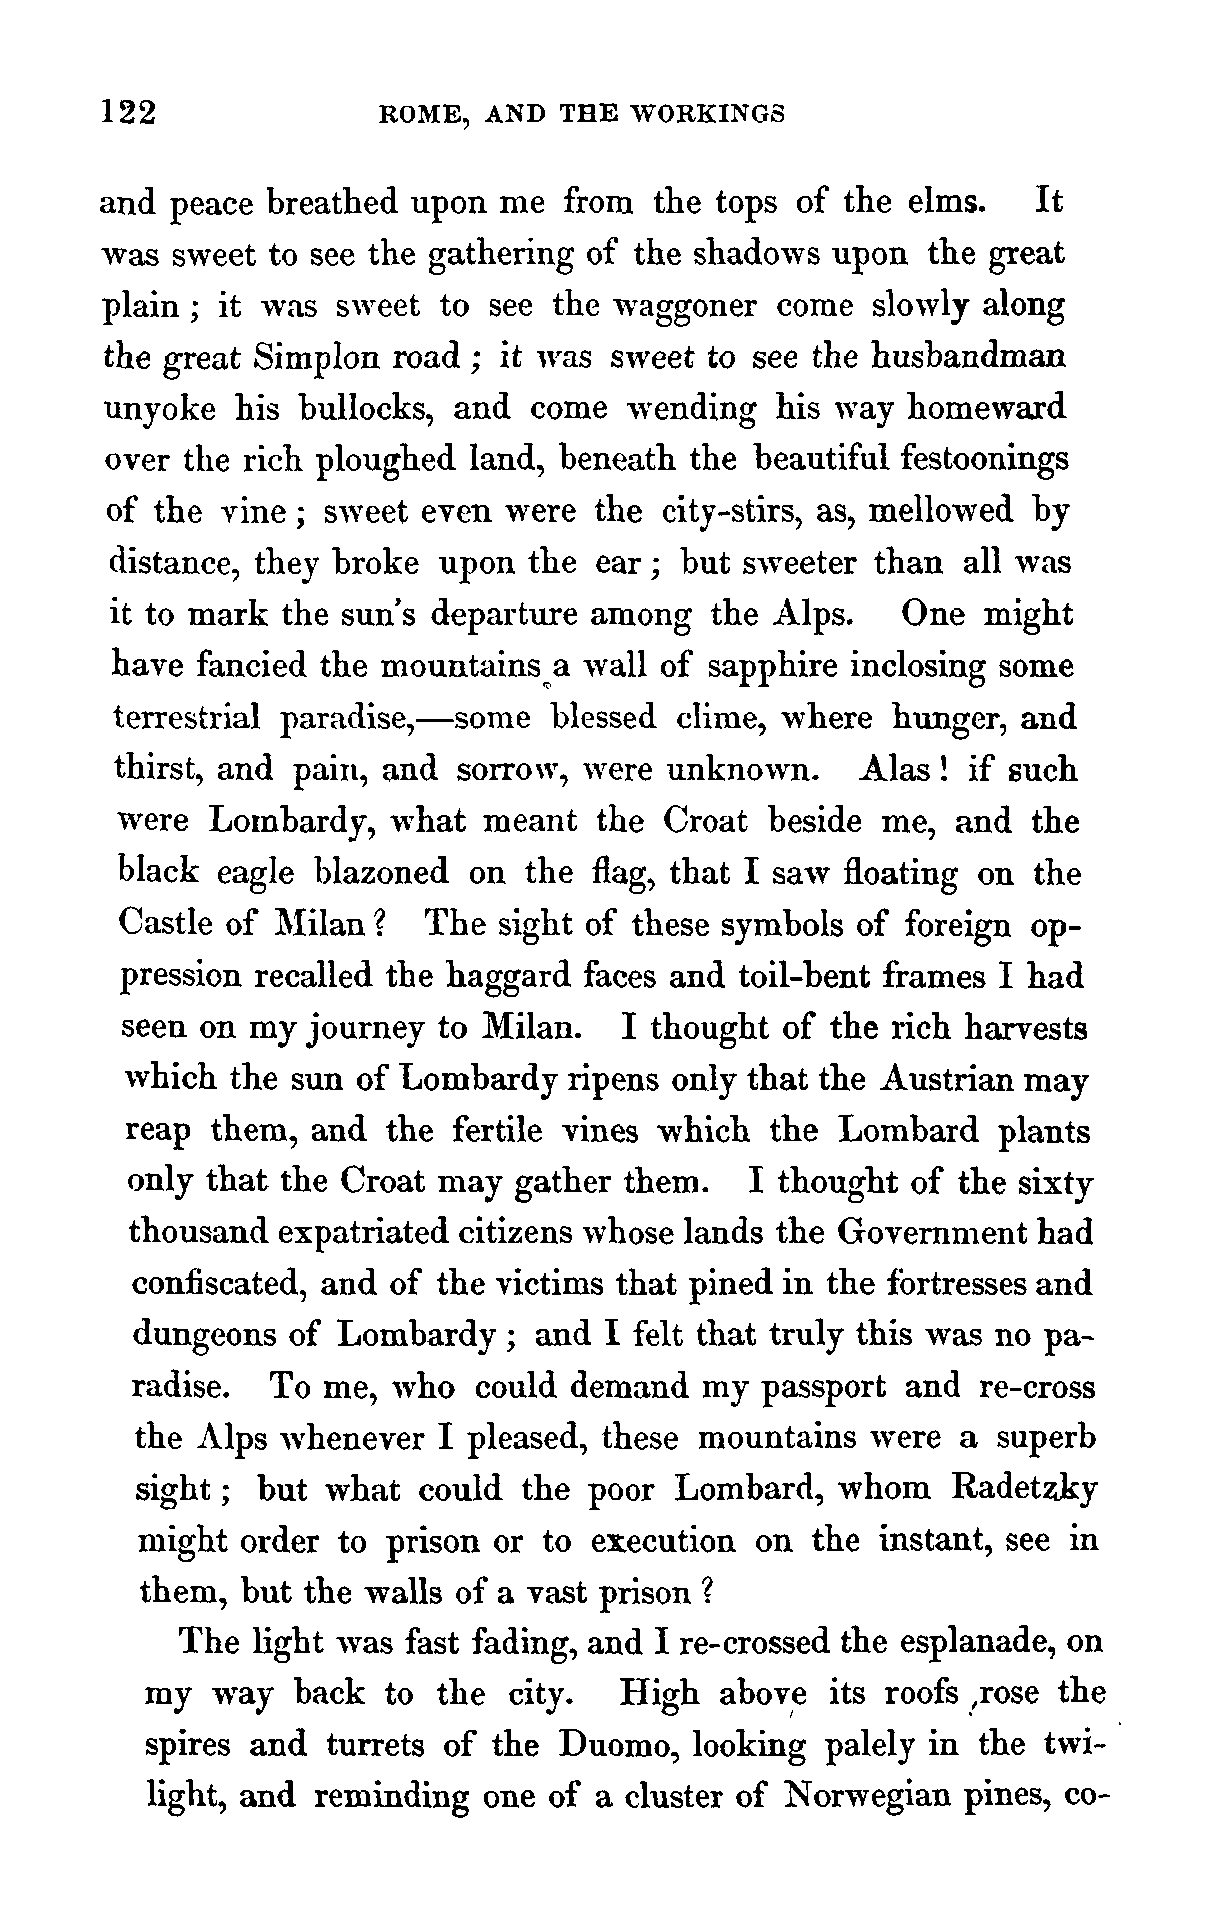 122 ROME, AND THE WORKINGS
and peace breathed upon me from the tops of the elms. It
was sweet to see the gathering of the shadows upon the great
plain ; it was sweet to see the waggoner come slowly along
the great Simplon road ; it was sweet to see the husbandman
unyoke his bullocks, and come wending his way homeward
over the rich ploughed land, beneath the beautiful festoonings
of the vine ; sweet even were the city-stirs, as, mellowed by
distance, they broke upon the ear ; but sweeter than all was
it to mark the sun's departure among the Alps. One might
have fancied the mountains a wall of sapphire inclosing some
terrestrial paradise,—some blessed clime, where hunger, and
thirst, and pain, and sorrow, were unknown. Alas ! if such
were Lombardy, what meant the Croat beside me, and the
black eagle blazoned on the flag, that I saw floating on the
Castle of Milan ? The sight of these symbols of foreign op-
pression recalled the haggard faces and toil-bent frames I had
seen on my journey to Milan. I thought of the rich harvests
which the sun of Lombardy ripens only that the Austrian may
reap them, and the fertile vines which the Lombard plants
only that the Croat may gather them. I thought of the sixty
thousand expatriated citizens whose lands the Government had
confiscated, and of the victims that pined in the fortresses and
dungeons of Lombardy ; and I felt that truly this was no pa-
radise. To me, who could demand my passport and re-cross
the Alps whenever I pleased, these mountains were a superb
sight ; but what could the poor Lombard, whom Radetzky
might order to prison or to execution on the instant, see in
them, but the walls of a vast prison ?
The light was fast fading, and I re-crossed the esplanade, on
my way back to the city. High above its roofs rose the
spires and turrets of the Duomo, looking palely in the twi-
light, and reminding one of a cluster of Norwegian pines, co-